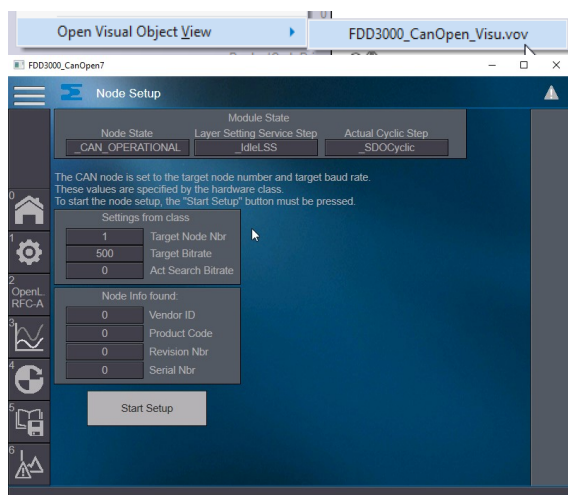 Open Visual Object View
FDD3000_CanOpen_Visu.vov
FDD3000_CanOpen7
Node Setup
Module State
Node State Layer Setting Service Step Actual Cyclic Step
_CAN_OPERATIONAL _IdleLSS _SDOCyclic
The CAN node is set to the target node number and target baud rate.
These values are specified by the hardware class.
To start the node setup, the "Start Setup" button must be pressed.
Settings from class
1 Target Node Nbr
500 Target Bitrate
0 Act Search Bitrate
Node Info found:
0 Vendor ID
0 Product Code
0 Revision Nbr
0 Serial Nbr
Start Setup
0
1
2
OpenL.
RFC-A
3
4
5
6